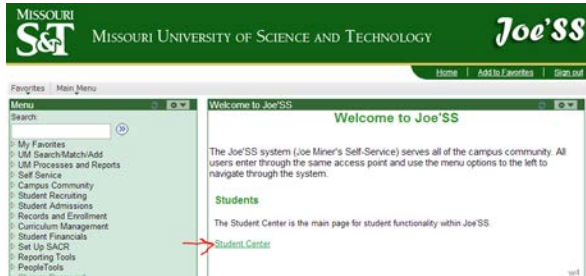 MISSOURI
S&T
MISSOURI UNIVERSITY OF SCIENCE AND TECHNOLOGY
Joe'SS
Home | Add to Favorites | Sign out
Favorites | Main Menu
Menu
Search:
My Favorites
UM Search/Match/Add
UM Processes and Reports
Self Service
Campus Community
Student Recruiting
Student Admissions
Records and Enrollment
Curriculum Management
Student Financials
Set Up SACR
Reporting Tools
PeopleTools
Welcome to Joe'SS
Welcome to Joe'SS
The Joe'SS system (Joe Miner's Self-Service) serves all of the campus community. All
users enter through the same access point and use the menu options to the left to
navigate through the system.
Students
The Student Center is the main page for student functionality within Joe'SS.
Student Center